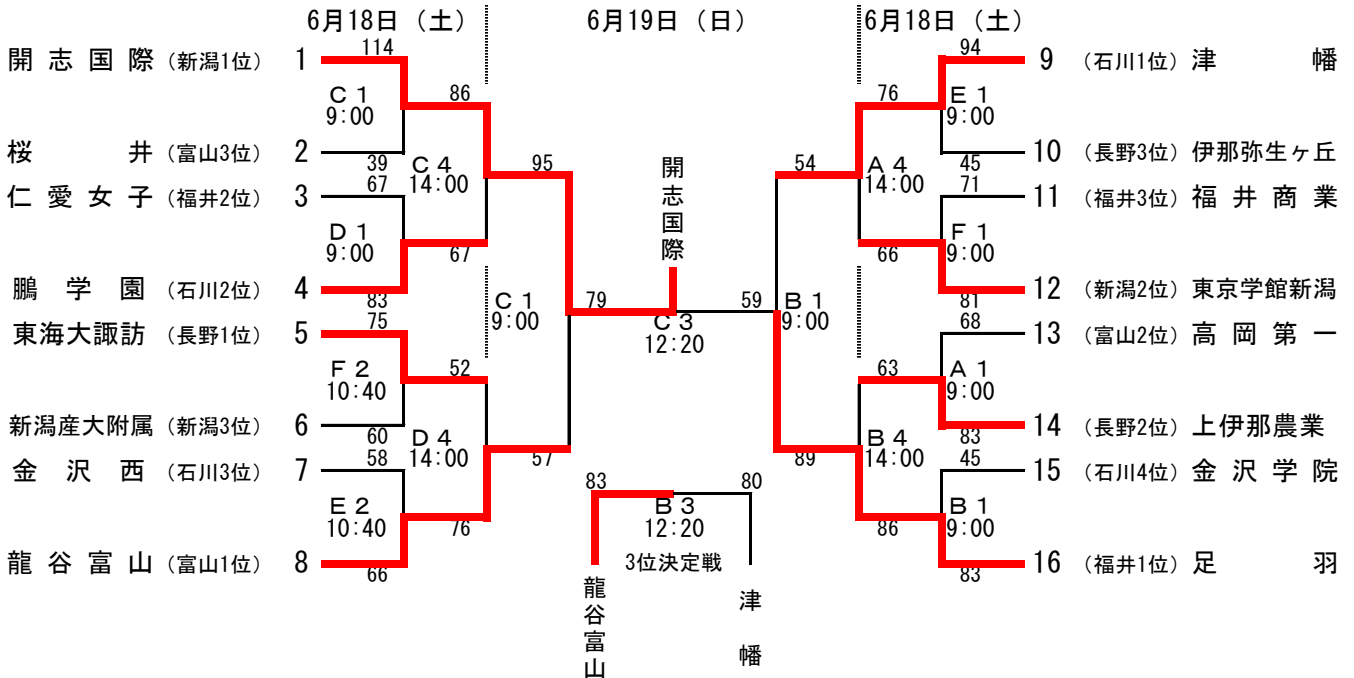 6月18日（土） 6月19日（日） 6月18日（土）
開志国際（新潟1位） 1 114 94 9 （石川1位）津幡
C1 9:00 86 76 E1 9:00
桜井（富山3位） 2 39 45 10 （長野3位）伊那弥生ヶ丘
C4 14:00 95 開志国際 54 A4 14:00
仁愛女子（福井2位） 3 67 71 11 （福井3位）福井商業
D1 9:00 67 66 F1 9:00
鵬学園（石川2位） 4 83 81 12 （新潟2位）東京学館新潟
C1 9:00 79 C3 12:20 59 B1 9:00
東海大諏訪（長野1位） 5 75 68 13 （富山2位）高岡第一
F2 10:40 52 63 A1 9:00
新潟産大附属（新潟3位） 6 60 83 14 （長野2位）上伊那農業
D4 14:00 57 89 B4 14:00
金沢西（石川3位） 7 58 45 15 （石川4位）金沢学院
E2 10:40 76 86 B1 9:00
龍谷富山（富山1位） 8 66 83 16 （福井1位）足羽
83 B3 12:20 80
3位決定戦
龍谷富山 津幡